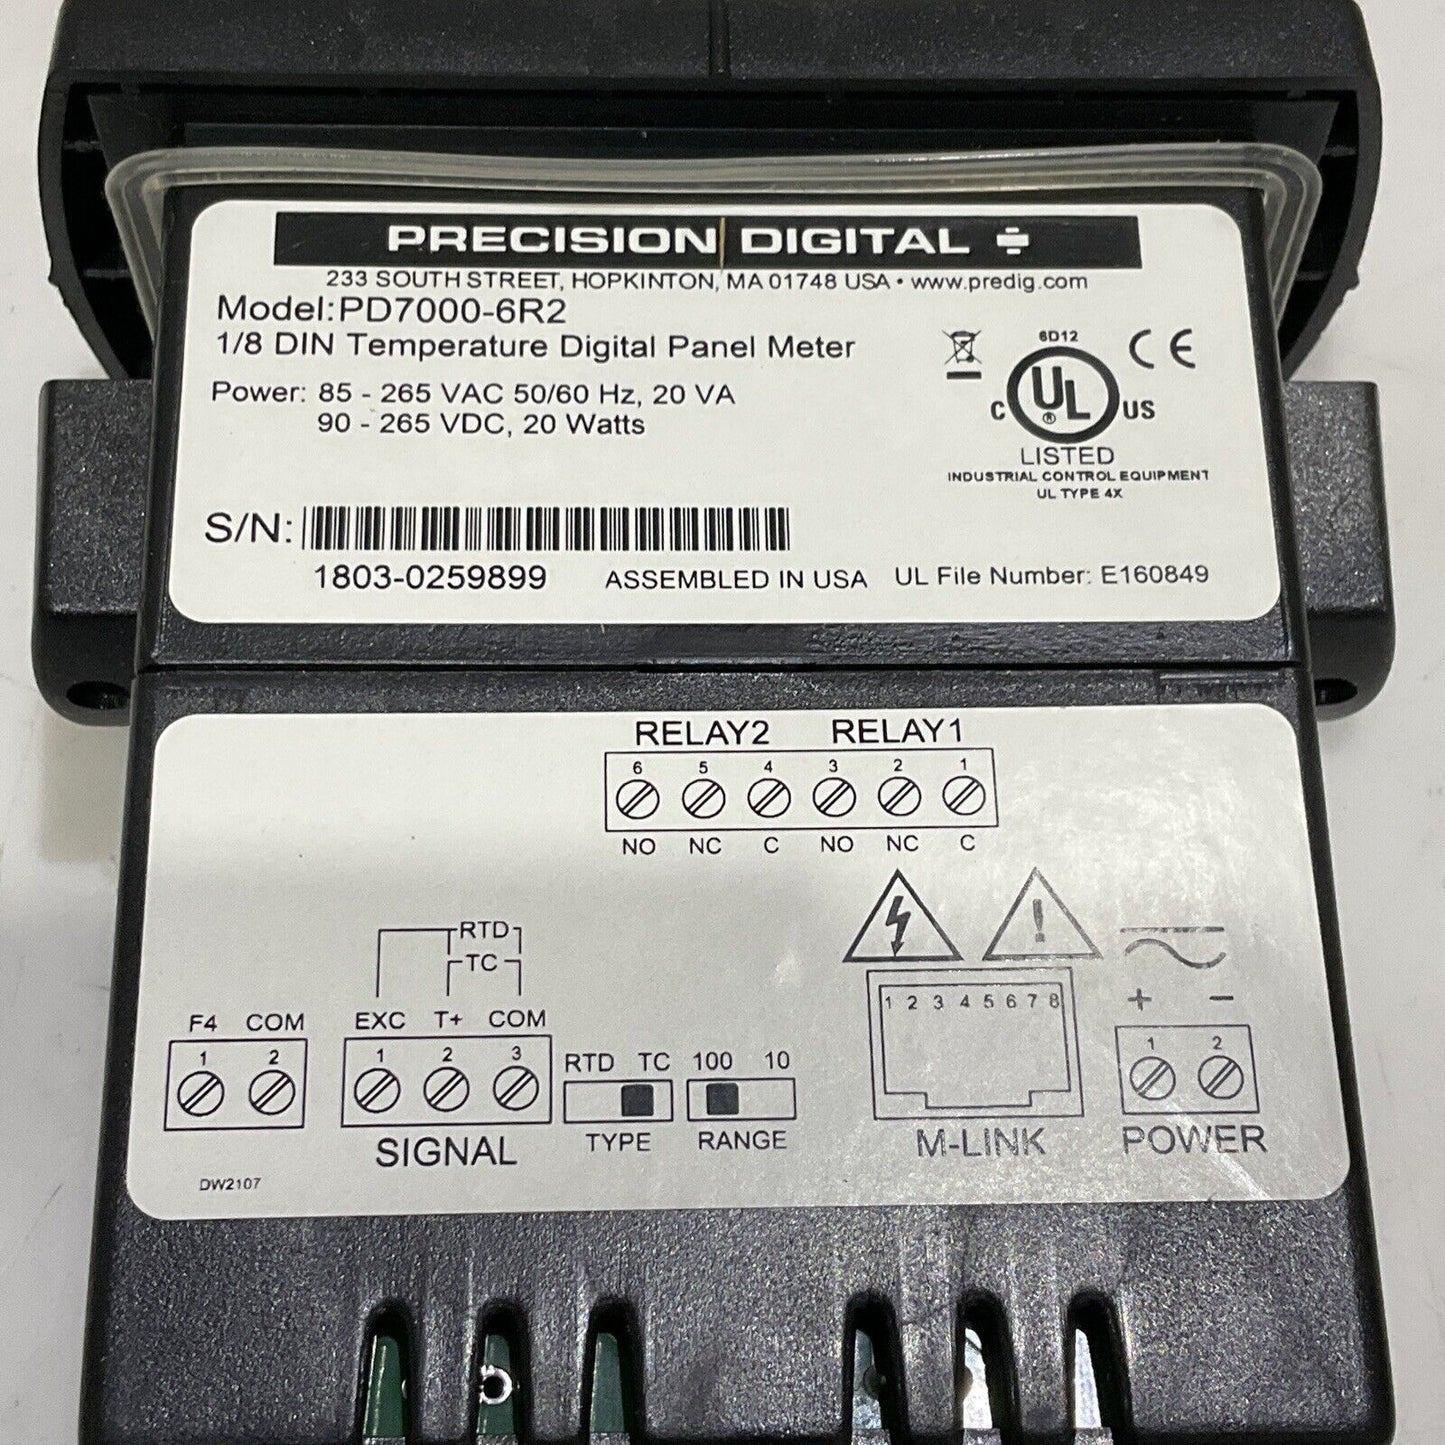 PRECISION DIGITAL
233 SOUTH STREET, HOPKINTON, MA 01748 USA • www.predig.com
Model:PD7000-6R2
1/8 DIN Temperature Digital Panel Meter
Power: 85 - 265 VAC 50/60 Hz, 20 VA
90 - 265 VDC, 20 Watts
6D12
CE
C UL ® US
LISTED
INDUSTRIAL CONTROL EQUIPMENT
UL TYPE 4X
S/N:
1803-0259899 ASSEMBLED IN USA UL File Number: E160849
RELAY2 RELAY1
6 5 4 3 2 1
NO NC C NO NC C
RTD
TC
F4 COM EXC T+ COM
1 2 1 2 3
SIGNAL
RTD TC 100 10
TYPE RANGE
1 2 3 4 5 6 7 8
M-LINK
+ −
1 2
POWER
DW2107